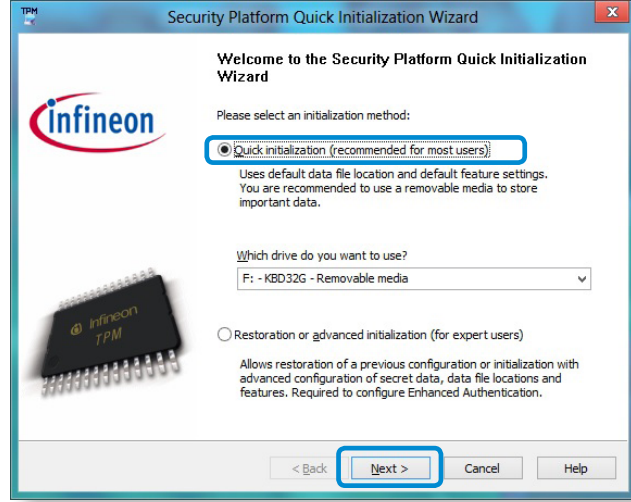 TPM
Security Platform Quick Initialization Wizard
Welcome to the Security Platform Quick Initialization
Wizard
infineon
Please select an initialization method:
Quick initialization (recommended for most users)
Uses default data file location and default feature settings.
You are recommended to use a removable media to store
important data.
Which drive do you want to use?
F: - KBD32G - Removable media
Infineon
TPM
Restoration or advanced initialization (for expert users)
Allows restoration of a previous configuration or initialization with
advanced configuration of secret data, data file locations and
features. Required to configure Enhanced Authentication.
< Back Next > Cancel Help